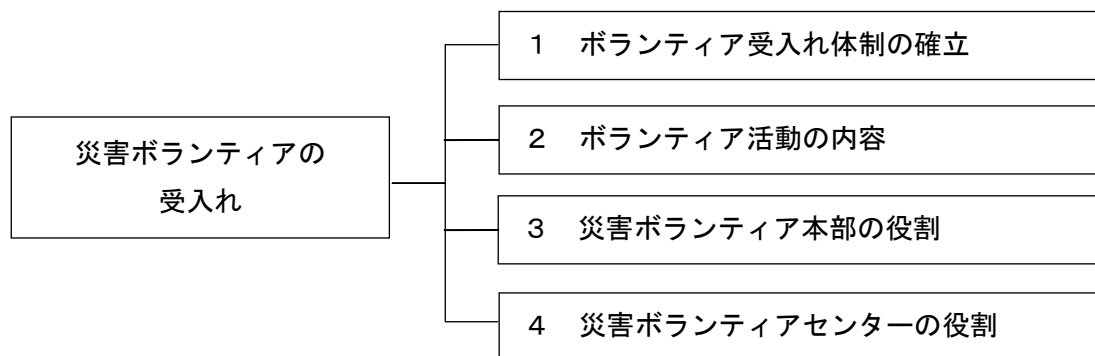 災害ボランティアの
受入れ
１　ボランティア受入れ体制の確立
２　ボランティア活動の内容
３　災害ボランティア本部の役割
４　災害ボランティアセンターの役割